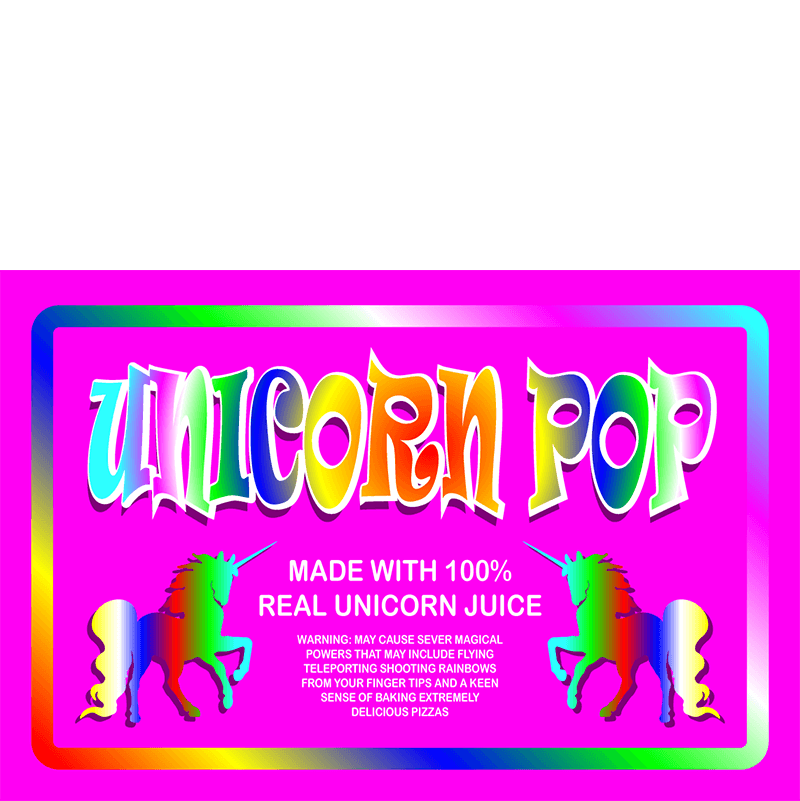 UNICORN POP
MADE WITH 100%
REAL UNICORN JUICE
WARNING: MAY CAUSE SEVER MAGICAL
POWERS THAT MAY INCLUDE FLYING
TELEPORTING SHOOTING RAINBOWS
FROM YOUR FINGER TIPS AND A KEEN
SENSE OF BAKING EXTREMELY
DELICIOUS PIZZAS